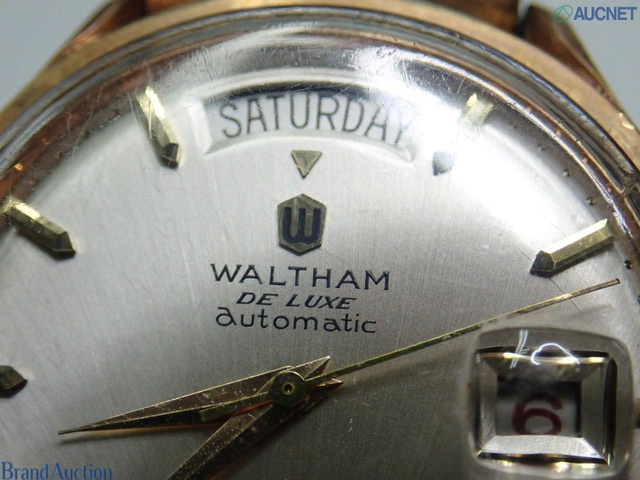 AUCNET
SATURDAY
W
WALTHAM
DE LUXE
automatic
6
Brand Auction